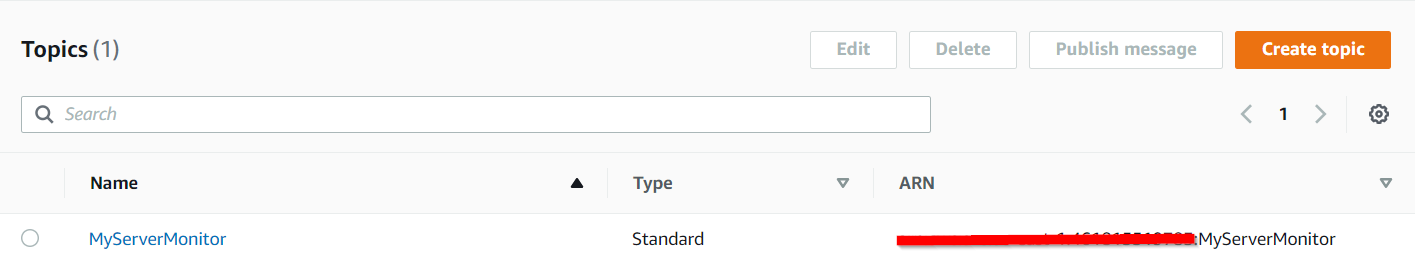 Topics (1)
Edit
Delete
Publish message
Create topic
Search
1
Name
Type
ARN
MyServerMonitor
Standard
:MyServerMonitor